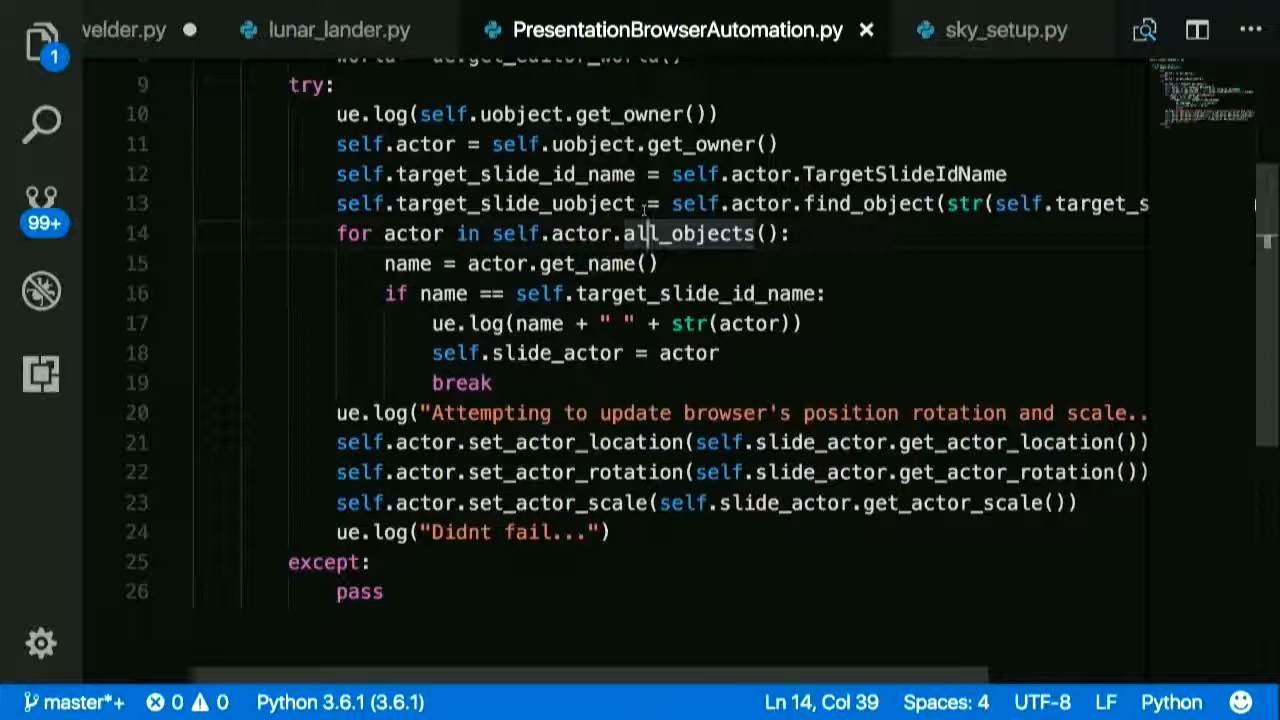 welder.py
lunar_lander.py
PresentationBrowserAutomation.py
sky_setup.py
1
99+
9 try:
10 ue.log(self.uobject.get_owner())
11 self.actor = self.uobject.get_owner()
12 self.target_slide_id_name = self.actor.TargetSlideIdName
13 self.target_slide_uobject = self.actor.find_object(str(self.target_s
14 for actor in self.actor.all_objects():
15 name = actor.get_name()
16 if name == self.target_slide_id_name:
17 ue.log(name + " " + str(actor))
18 self.slide_actor = actor
19 break
20 ue.log("Attempting to update browser's position rotation and scale..
21 self.actor.set_actor_location(self.slide_actor.get_actor_location())
22 self.actor.set_actor_rotation(self.slide_actor.get_actor_rotation())
23 self.actor.set_actor_scale(self.slide_actor.get_actor_scale())
24 ue.log("Didnt fail...")
25 except:
26 pass
master*+ 0 0 Python 3.6.1 (3.6.1) Ln 14, Col 39 Spaces: 4 UTF-8 LF Python